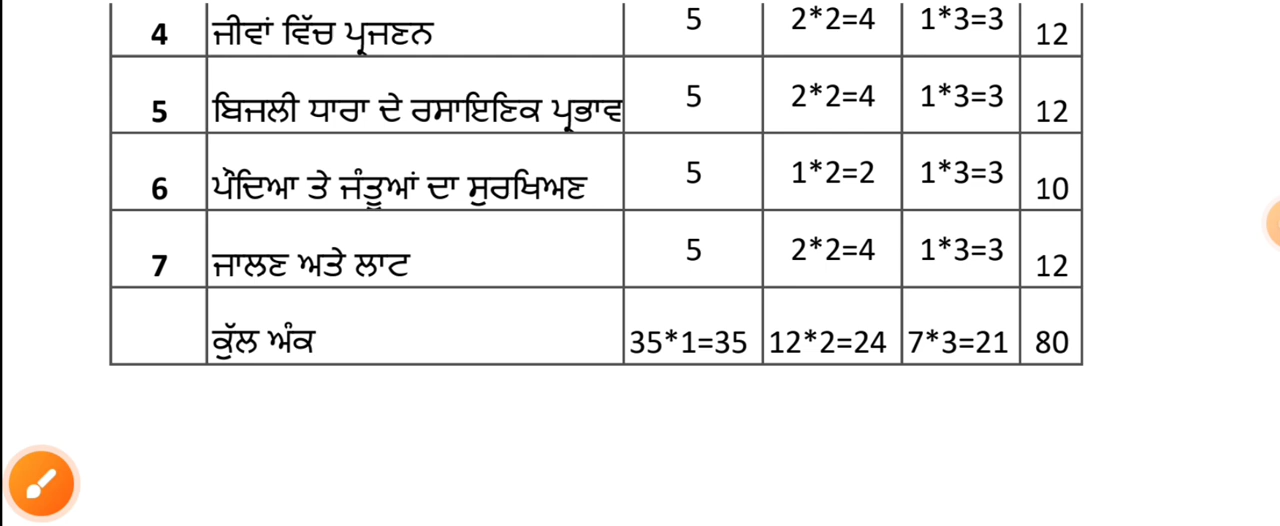 4 ਜੀਵਾਂ ਵਿੱਚ ਪ੍ਰਜਣਨ 5 2*2=4 1*3=3 12
5 ਬਿਜਲੀ ਧਾਰਾ ਦੇ ਰਸਾਇਣਿਕ ਪ੍ਰਭਾਵ 5 2*2=4 1*3=3 12
6 ਪੌਦਿਆ ਤੇ ਜੰਤੂਆਂ ਦਾ ਸੁਰਖਿਅਣ 5 1*2=2 1*3=3 10
7 ਜਾਲਣ ਅਤੇ ਲਾਟ 5 2*2=4 1*3=3 12
ਕੁੱਲ ਅੰਕ 35*1=35 12*2=24 7*3=21 80